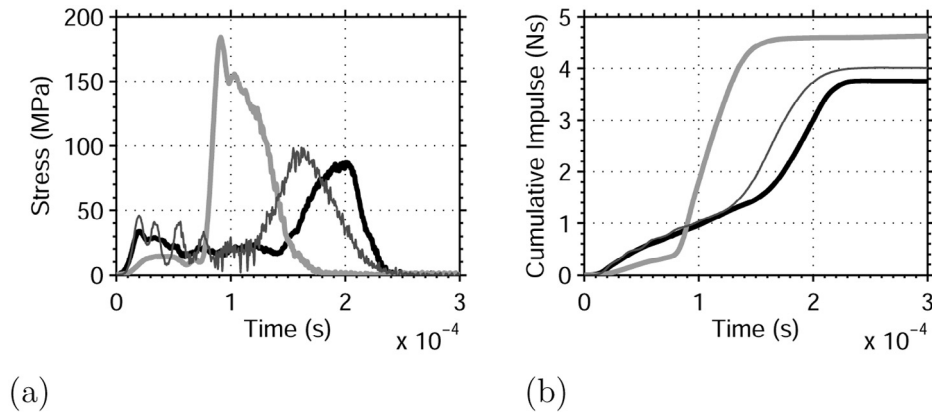 200
150
100
50
0
Stress (MPa)
0
1
2
3
Time (s)
x 10⁻⁴
(a)
5
4
3
2
1
0
Cumulative Impulse (Ns)
0
1
2
3
Time (s)
x 10⁻⁴
(b)